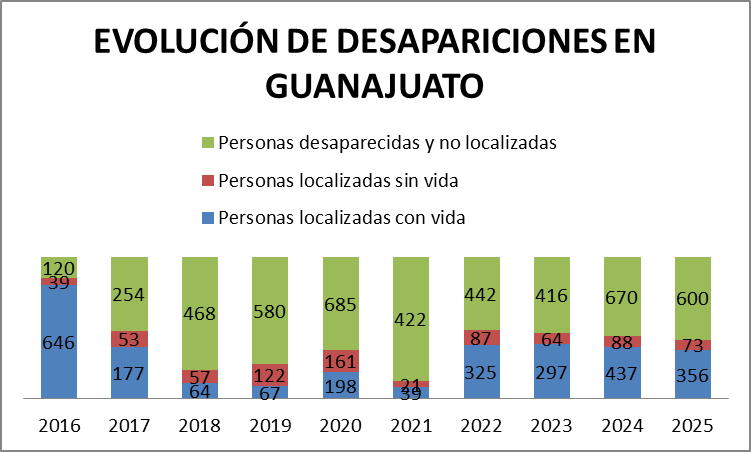 EVOLUCIÓN DE DESAPARICIONES EN
GUANAJUATO
Personas desaparecidas y no localizadas
Personas localizadas sin vida
Personas localizadas con vida
120 254 468 580 685 422 442 416 670 600
39 53 57 122 161 21 87 64 88 73
646 177 64 67 198 39 325 297 437 356
2016 2017 2018 2019 2020 2021 2022 2023 2024 2025